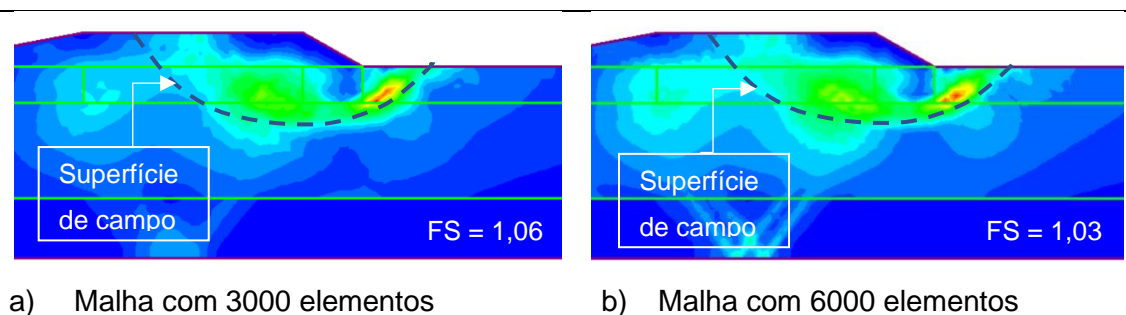 Superfície
de campo
FS = 1,06
Superfície
de campo
FS = 1,03
a) Malha com 3000 elementos
b) Malha com 6000 elementos